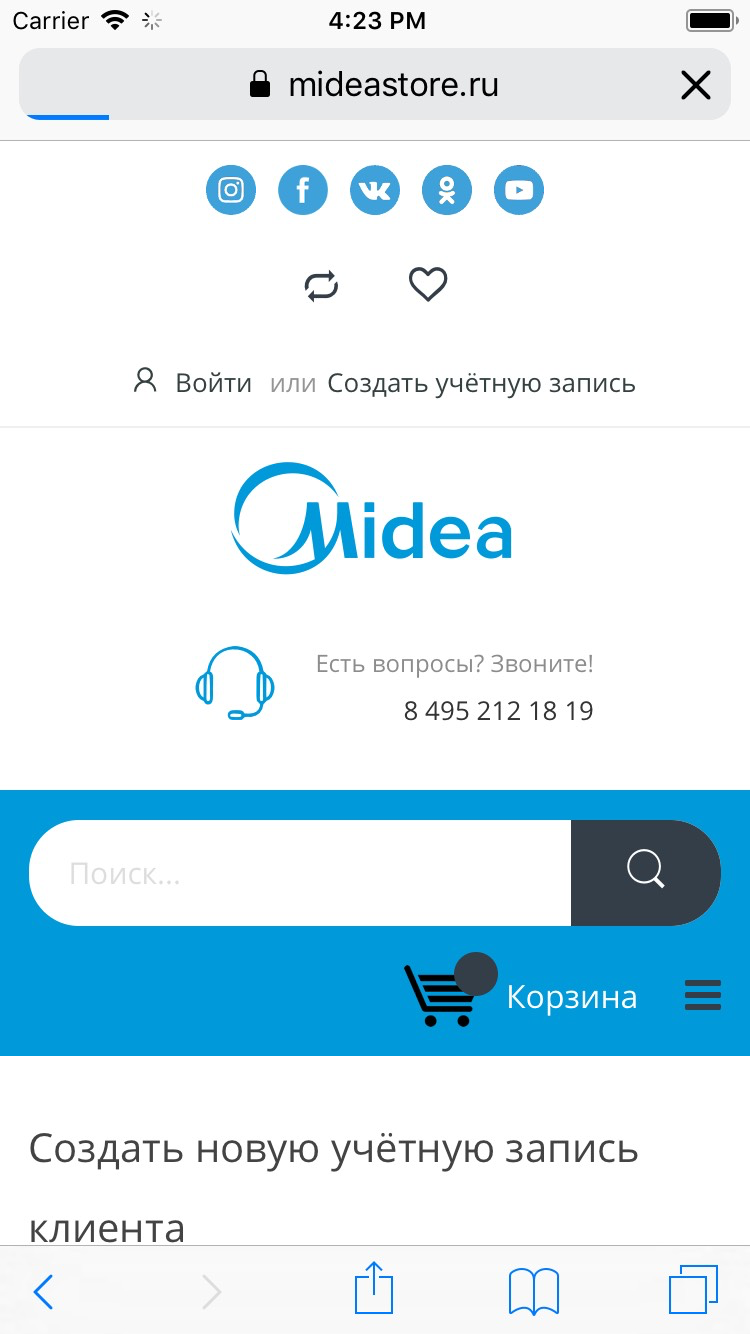 Carrier 4:23 PM
mideastore.ru
Войти или Создать учётную запись
Midea
Есть вопросы? Звоните!
8 495 212 18 19
Поиск...
Корзина
Создать новую учётную запись
клиента